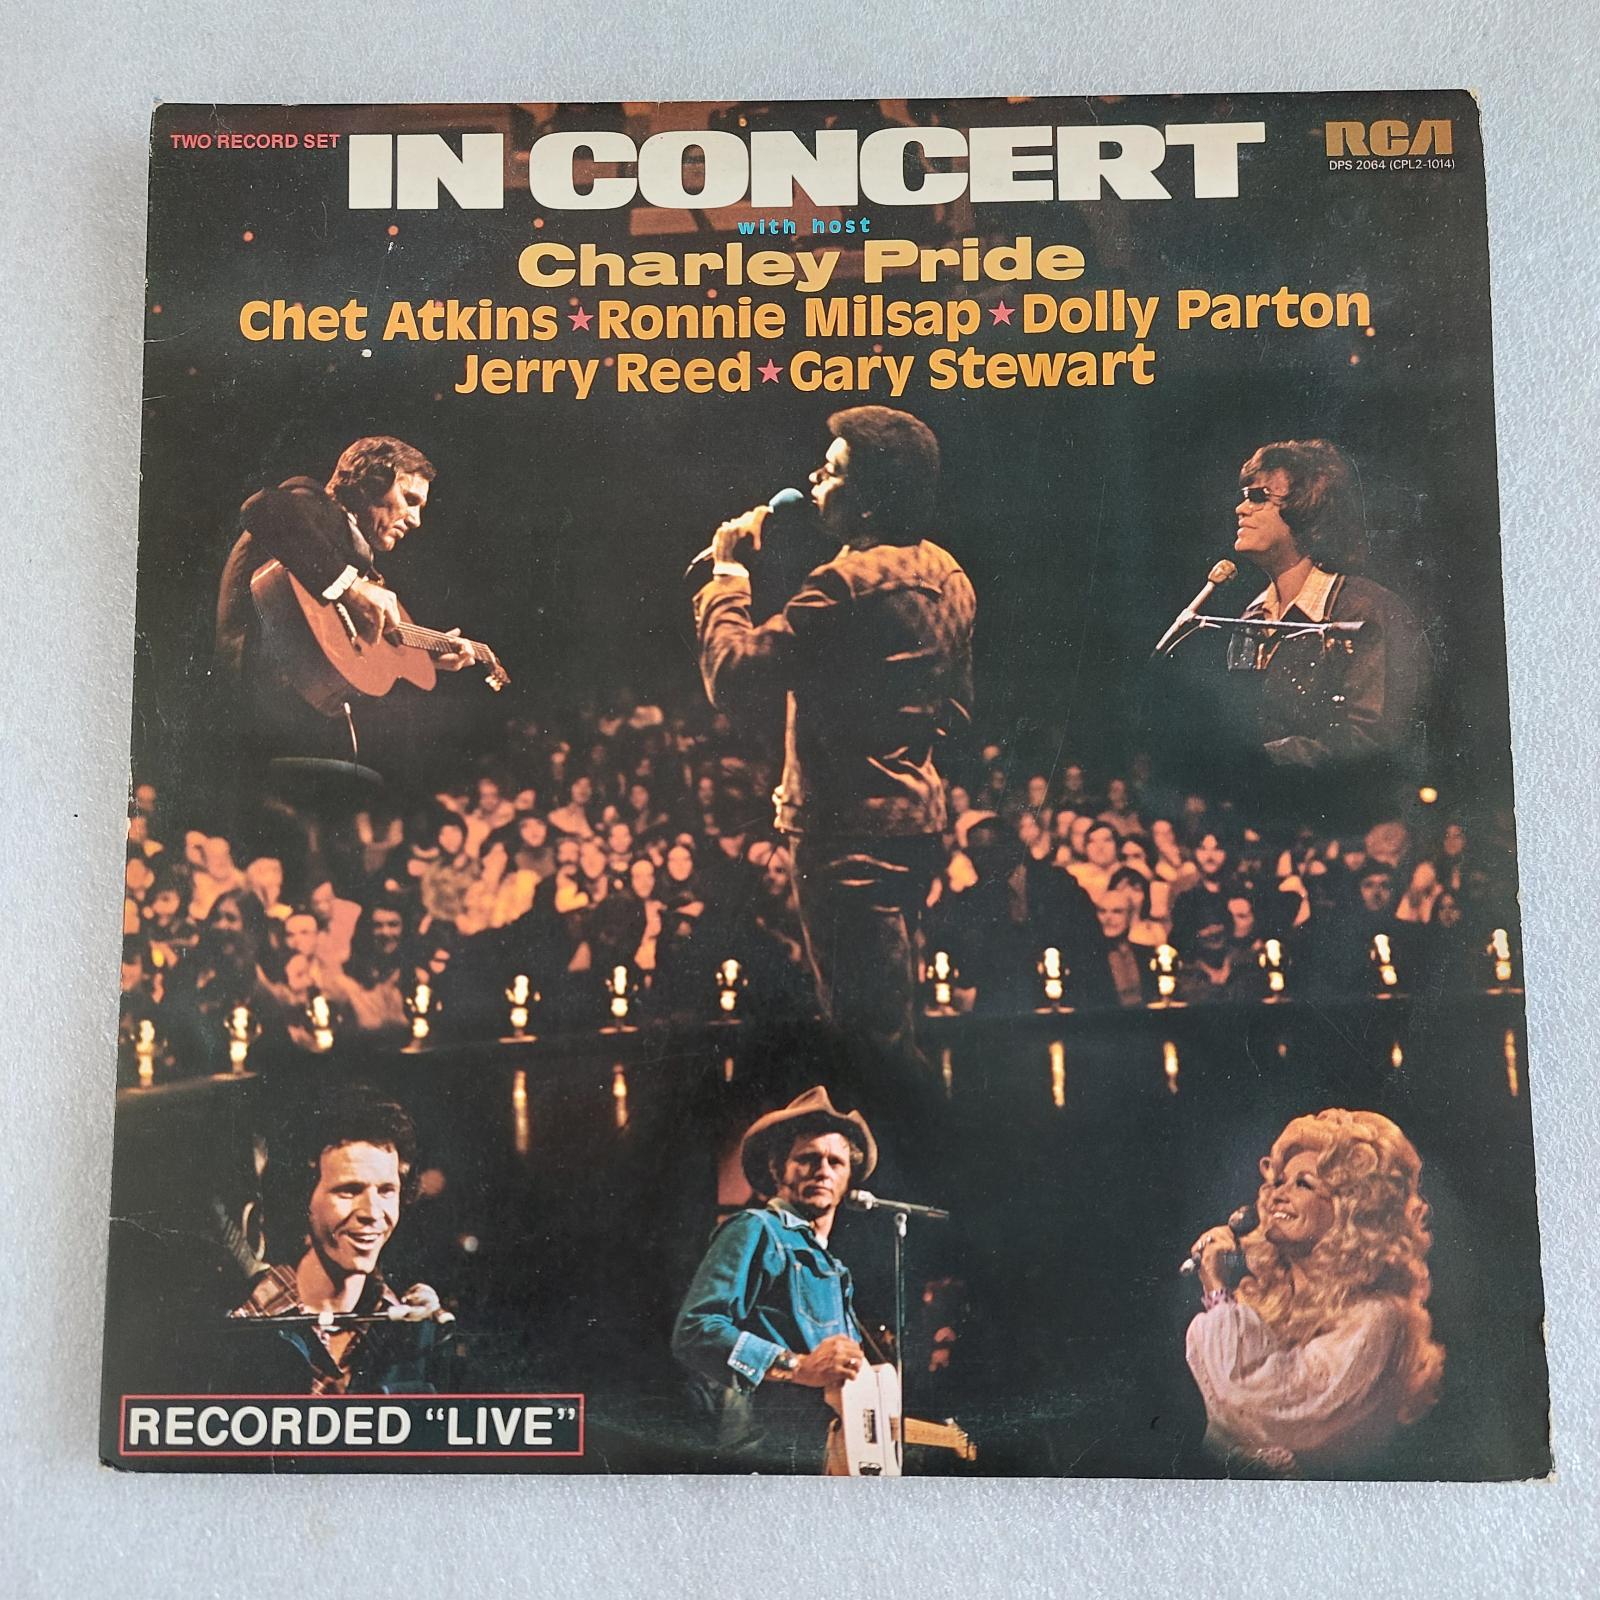 TWO RECORD SET
IN CONCERT
RCA
DPS 2064 (CPL2-1014)
with host
Charley Pride
Chet Atkins ★ Ronnie Milsap ★ Dolly Parton
Jerry Reed ★ Gary Stewart
RECORDED “LIVE”